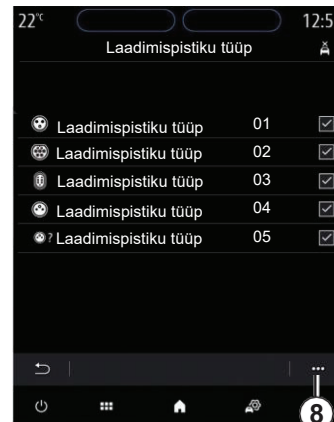 22°C 12:5
Laadimispistiku tüüp
Laadimispistiku tüüp 01
Laadimispistiku tüüp 02
Laadimispistiku tüüp 03
Laadimispistiku tüüp 04
? Laadimispistiku tüüp 05
8